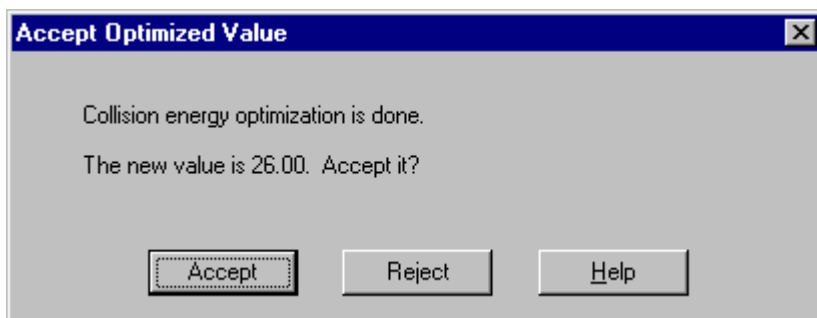 Accept Optimized Value
Collision energy optimization is done.
The new value is 26.00.  Accept it?
Accept
Reject
Help